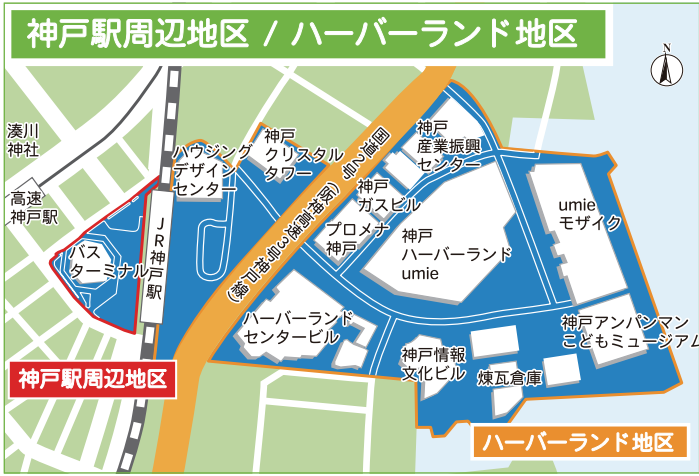 神戸駅周辺地区 / ハーバーランド地区
N
湊川
神社
高速
神戸駅
ハウジング
デザイン
センター
神戸
クリスタル
タワー
国道2号 (阪神高速3号神戸線)
神戸
産業振興
センター
神戸
ガスビル
プロメナ
神戸
神戸
ハーバーランド
umie
umie
モザイク
バス
ターミナル
JR神戸駅
ハーバーランド
センタービル
神戸情報
文化ビル
煉瓦倉庫
神戸アンパンマン
こどもミュージアム
神戸駅周辺地区
ハーバーランド地区